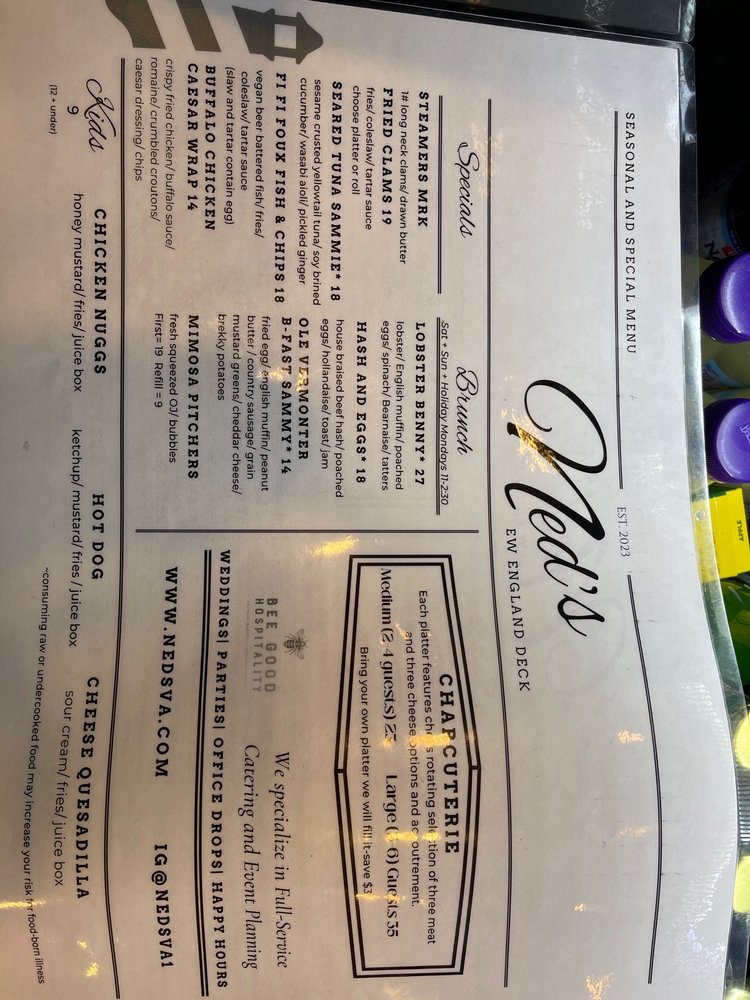 SEASONAL AND SPECIAL MENU
EST. 2023
Ned's
EW ENGLAND DECK
Specials
STEAMERS MRK
1# long neck clams/ drawn butter
FRIED CLAMS 19
fries/ coleslaw/ tartar sauce
choose platter or roll
SEARED TUNA SAMMIE* 18
sesame crusted yellowtail tuna/ soy brined
cucumber/ wasabi aioli/ pickled ginger
FI FI FOUX FISH & CHIPS 18
vegan beer battered fish/ fries/
coleslaw/ tartar sauce
(slaw and tartar contain egg)
BUFFALO CHICKEN
CAESAR WRAP 14
crispy fried chicken/ buffalo sauce/
romaine/ crumbled croutons/
caesar dressing/ chips
Brunch
Sat + Sun + Holiday Mondays 11-2:30
LOBSTER BENNY* 27
lobster/ English muffin/ poached
eggs/ spinach/ Bearnaise/ tatters
HASH AND EGGS* 18
house braised beef hash/ poached
eggs/ hollandaise/ toast/ jam
OLE VERMONTER
B-FAST SAMMY* 14
fried egg/ english muffin/ peanut
butter / country sausage/ grain
mustard greens/ cheddar cheese/
brekky potatoes
MIMOSA PITCHERS
fresh squeezed OJ/ bubbles
First= 19 Refill = 9
CHARCUTERIE
Each platter features rotating selection of three meat
and three cheese options and
Medium (2-4 guests) Large Guests 35
Bring your own platter we will fill it-save $3
BEE GOOD
HOSPITALITY
We specialize in Full-Service
Catering and Event Planning
WEDDINGS| PARTIES| OFFICE DROPS| HAPPY HOURS
WWW.NEDSVA.COM IG@NEDSVA1
Kids
9
(12 + under)
CHICKEN NUGGS
honey mustard/ fries/ juice box
HOT DOG
ketchup/ mustard/ fries / juice box
CHEESE QUESADILLA
sour cream/ fries/ juice box
~consuming raw or undercooked food may increase your risk for food-born illness
APPLE